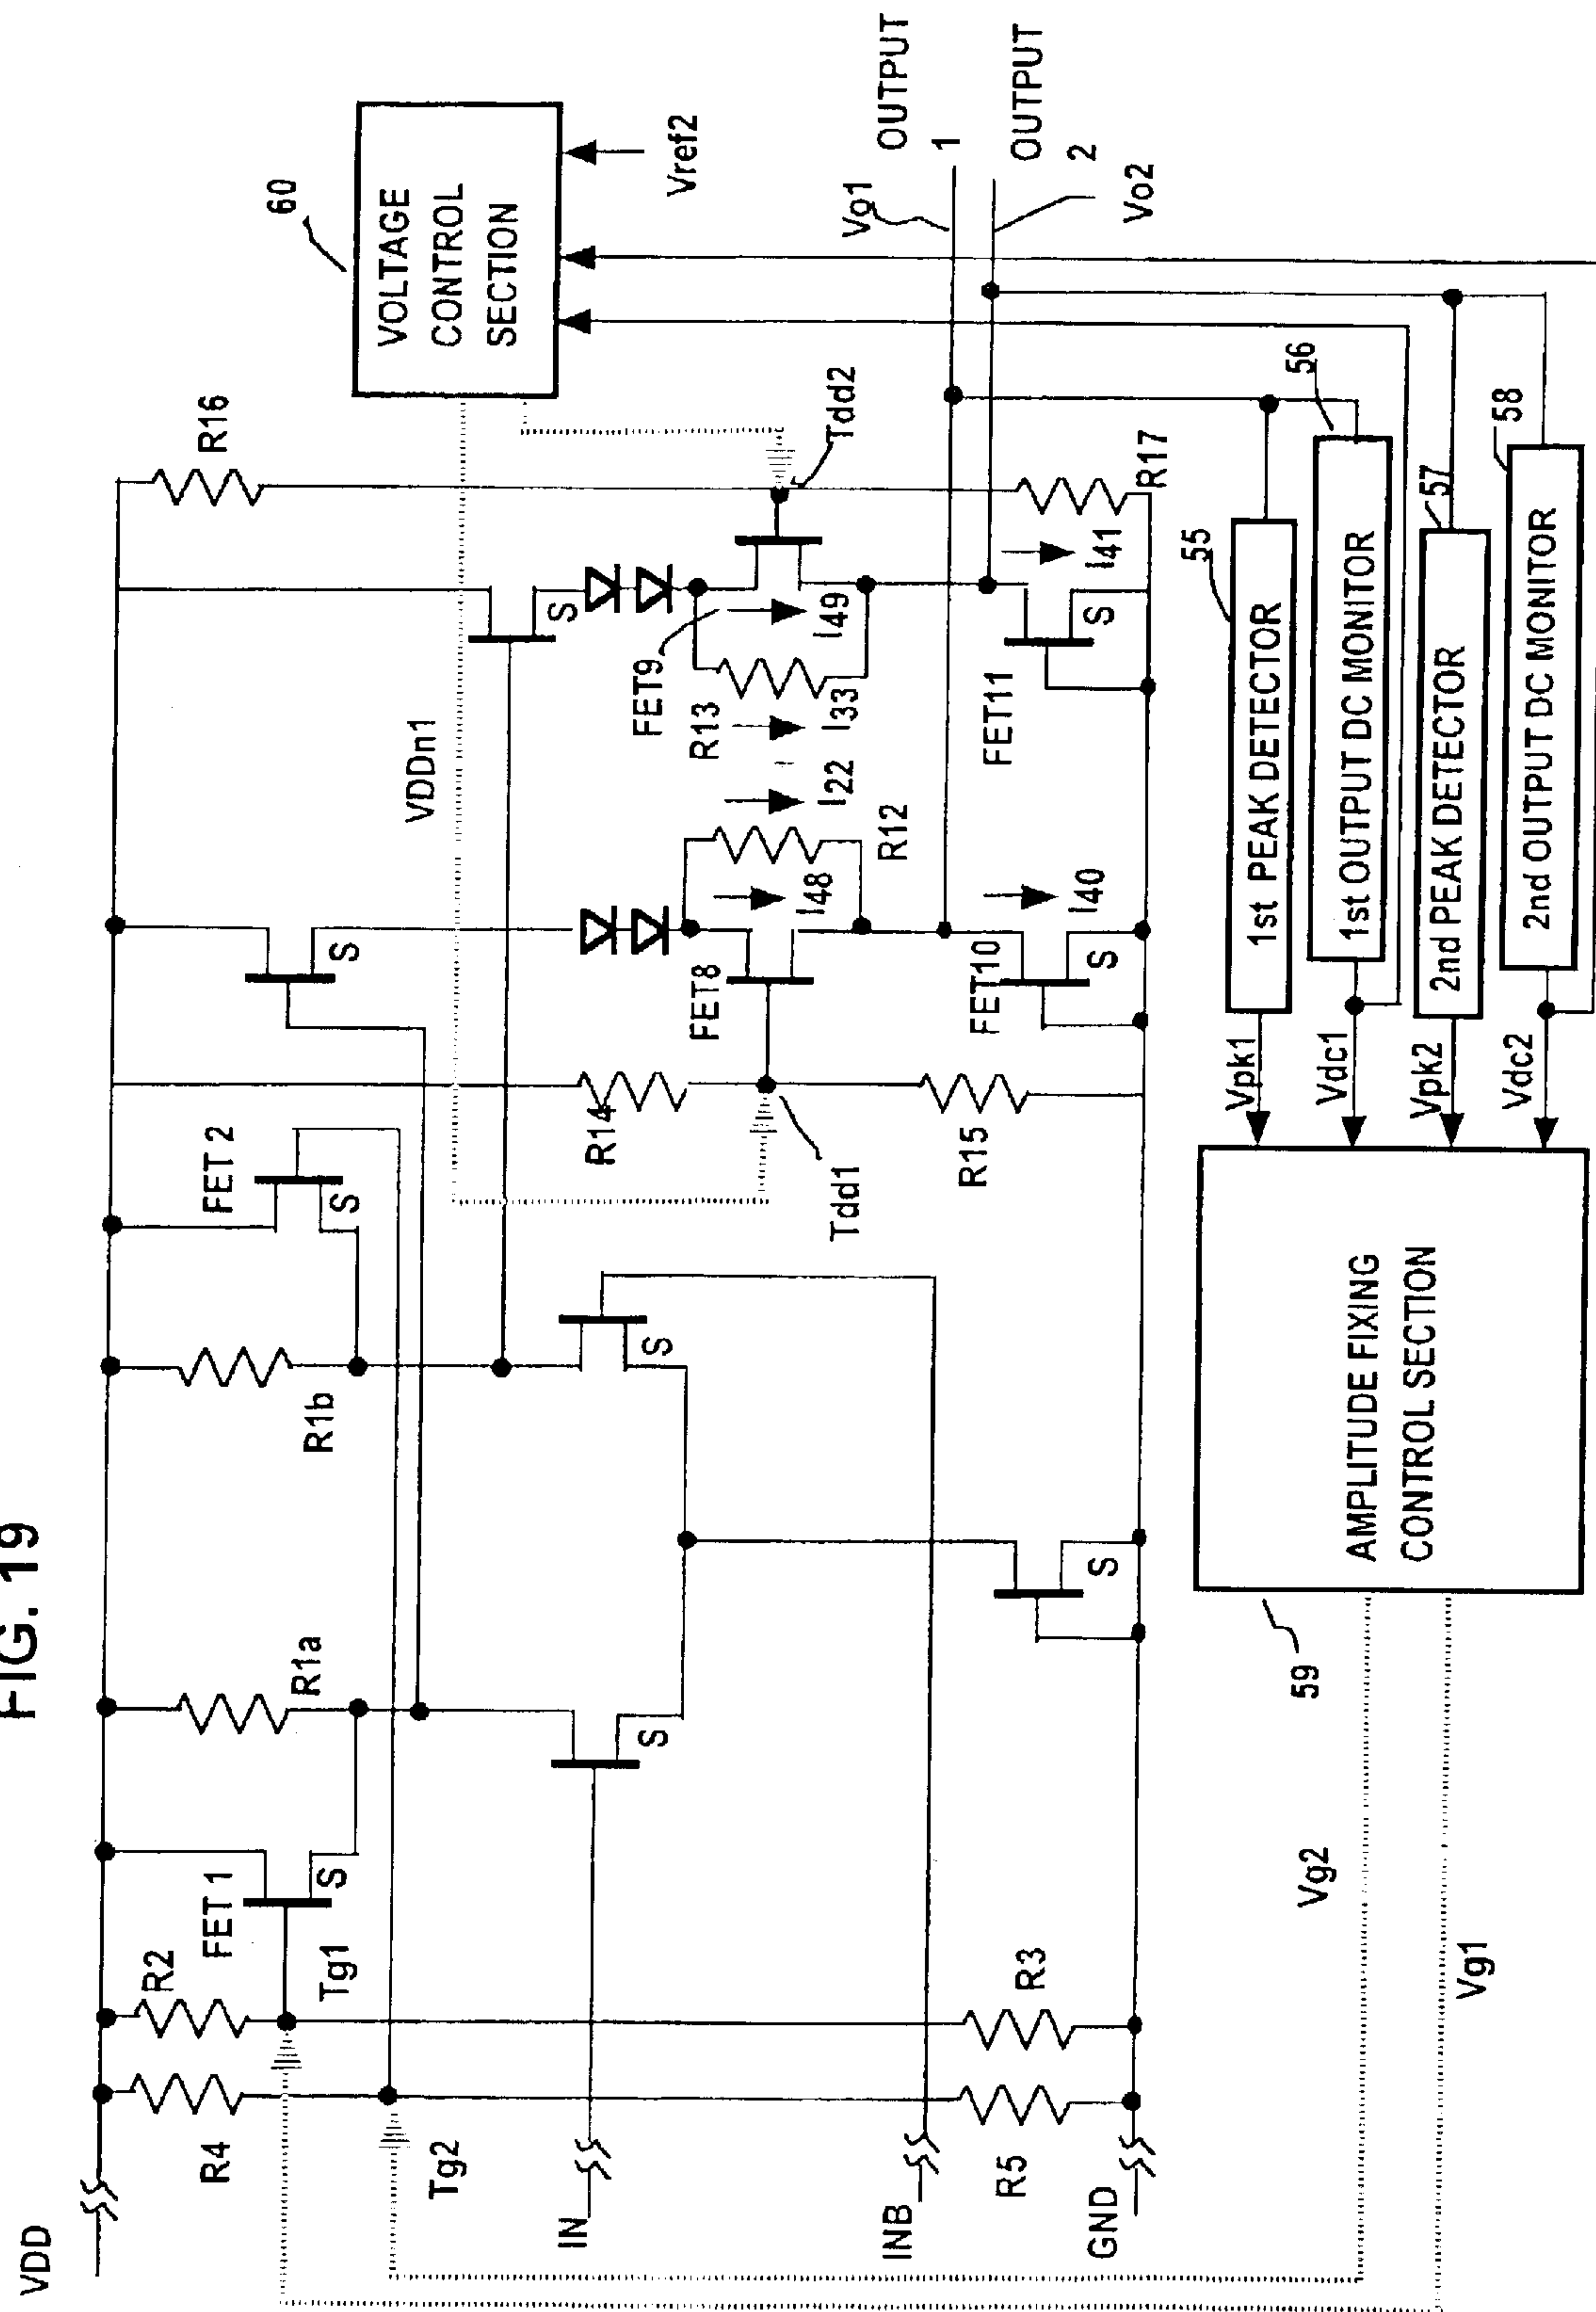 FIG. 19
VDD
R4
R2
FET 1
S
Tg1
Tg2
R1a
R1b
FET 2
S
IN
S
S
INB
R5
R3
GND
S
S
R14
Tdd1
R15
VDDn1
FET8
I48
R12
I22
FET10
I40
S
S
FET9
R13
I33
I49
FET11
I41
S
R16
Tdd2
R17
60
VOLTAGE
CONTROL
SECTION
Vref2
Vo1
OUTPUT
1
OUTPUT
2
Vo2
55
1st PEAK DETECTOR
56
1st OUTPUT DC MONITOR
57
2nd PEAK DETECTOR
58
2nd OUTPUT DC MONITOR
Vpk1
Vdc1
Vpk2
Vdc2
AMPLITUDE FIXING
CONTROL SECTION
59
Vg2
Vg1